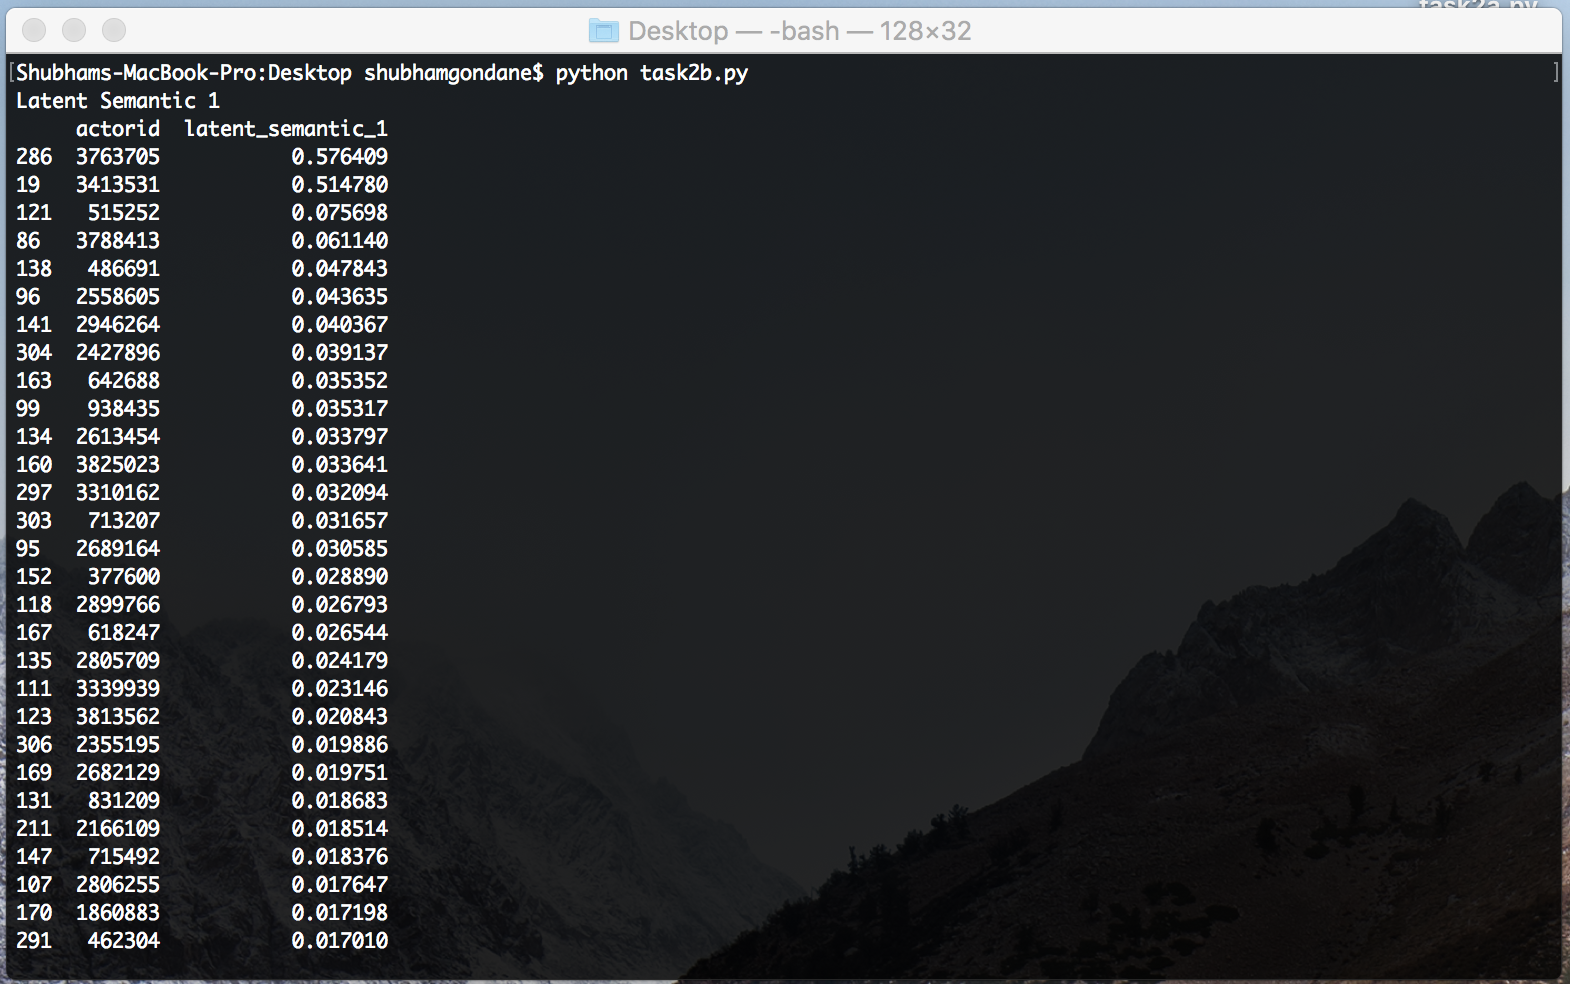 task2a.py
Desktop — -bash — 128×32
[Shubhams-MacBook-Pro:Desktop shubhamgondane$ python task2b.py ]
Latent Semantic 1
     actorid  latent_semantic_1
286  3763705           0.576409
19   3413531           0.514780
121   515252           0.075698
86   3788413           0.061140
138   486691           0.047843
96   2558605           0.043635
141  2946264           0.040367
304  2427896           0.039137
163   642688           0.035352
99    938435           0.035317
134  2613454           0.033797
160  3825023           0.033641
297  3310162           0.032094
303   713207           0.031657
95   2689164           0.030585
152   377600           0.028890
118  2899766           0.026793
167   618247           0.026544
135  2805709           0.024179
111  3339939           0.023146
123  3813562           0.020843
306  2355195           0.019886
169  2682129           0.019751
131   831209           0.018683
211  2166109           0.018514
147   715492           0.018376
107  2806255           0.017647
170  1860883           0.017198
291   462304           0.017010